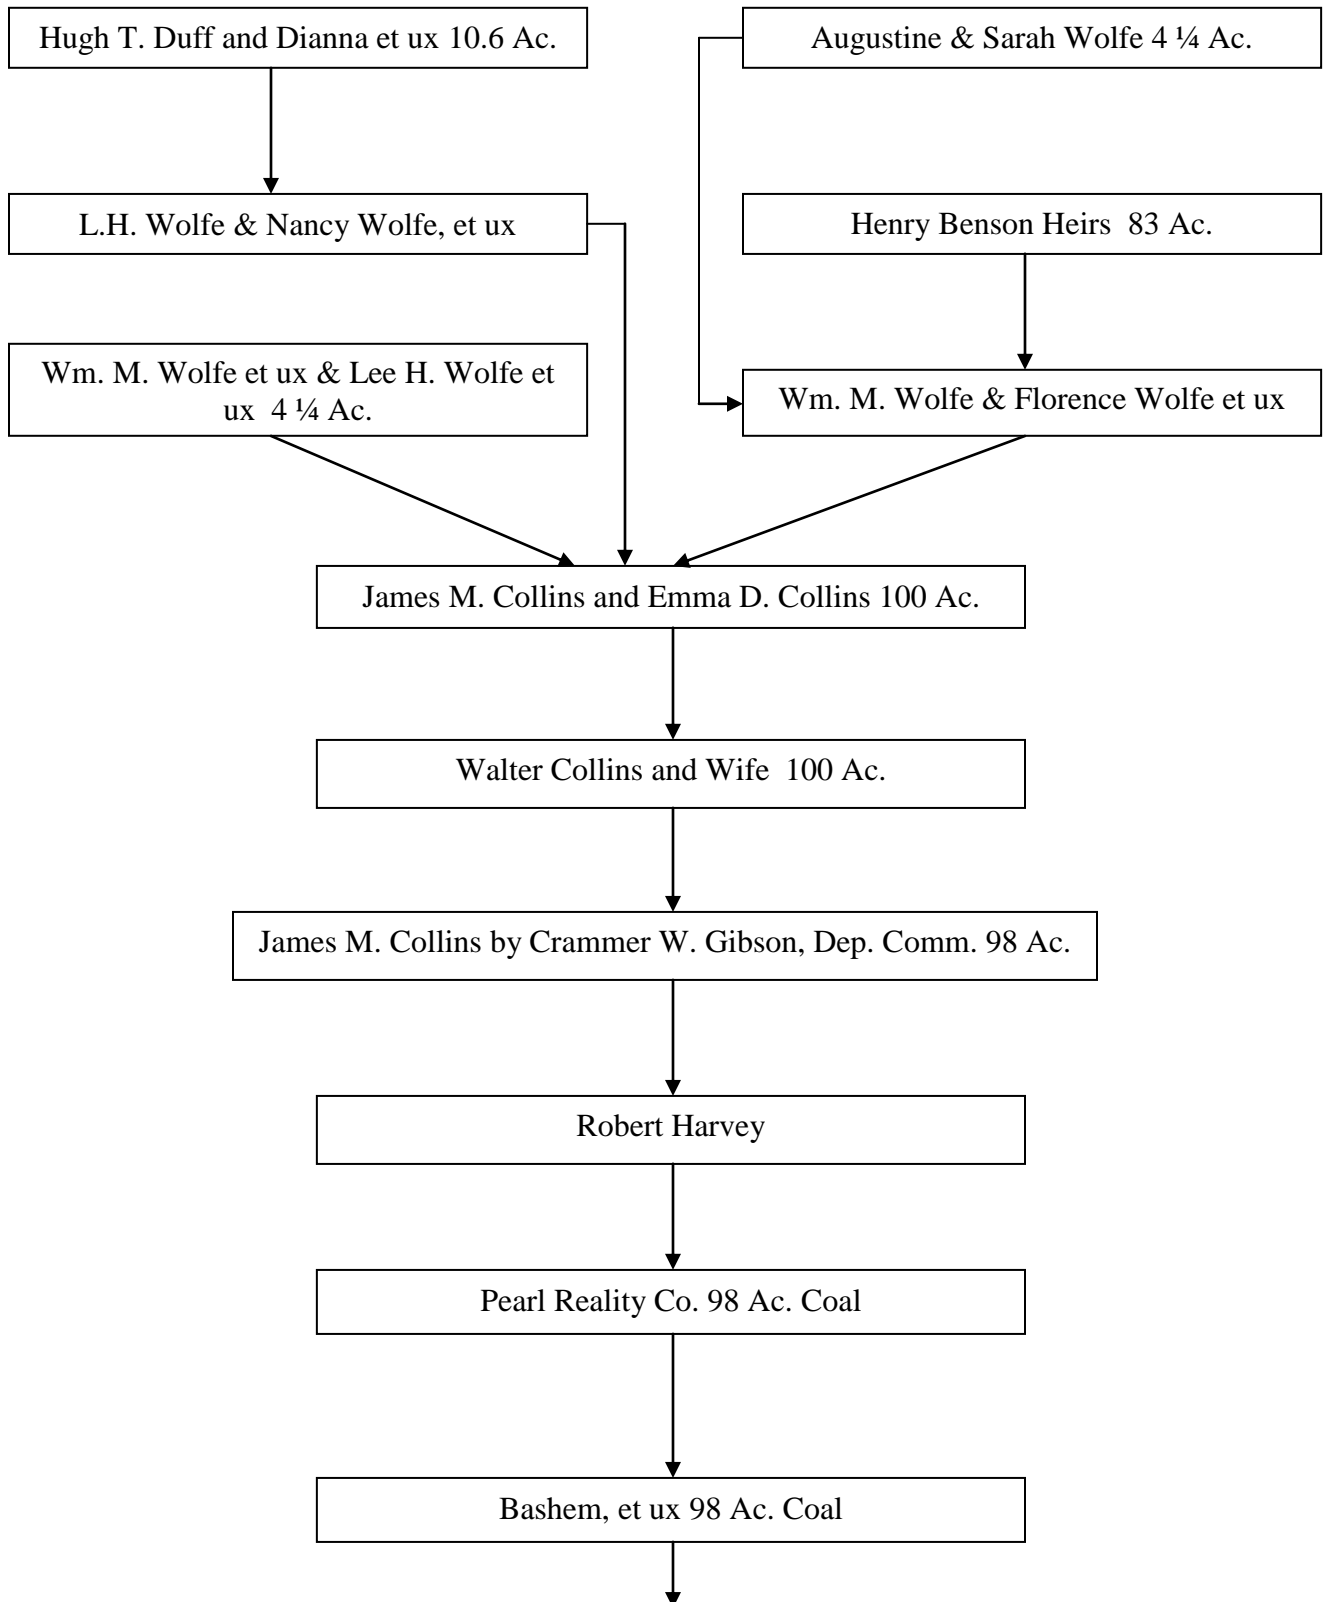 Hugh T. Duff and Dianna et ux 10.6 Ac.
Augustine & Sarah Wolfe 4 ¼ Ac.
L.H. Wolfe & Nancy Wolfe, et ux
Henry Benson Heirs  83 Ac.
Wm. M. Wolfe et ux & Lee H. Wolfe et
ux  4 ¼ Ac.
Wm. M. Wolfe & Florence Wolfe et ux
James M. Collins and Emma D. Collins 100 Ac.
Walter Collins and Wife  100 Ac.
James M. Collins by Crammer W. Gibson, Dep. Comm. 98 Ac.
Robert Harvey
Pearl Reality Co. 98 Ac. Coal
Bashem, et ux 98 Ac. Coal